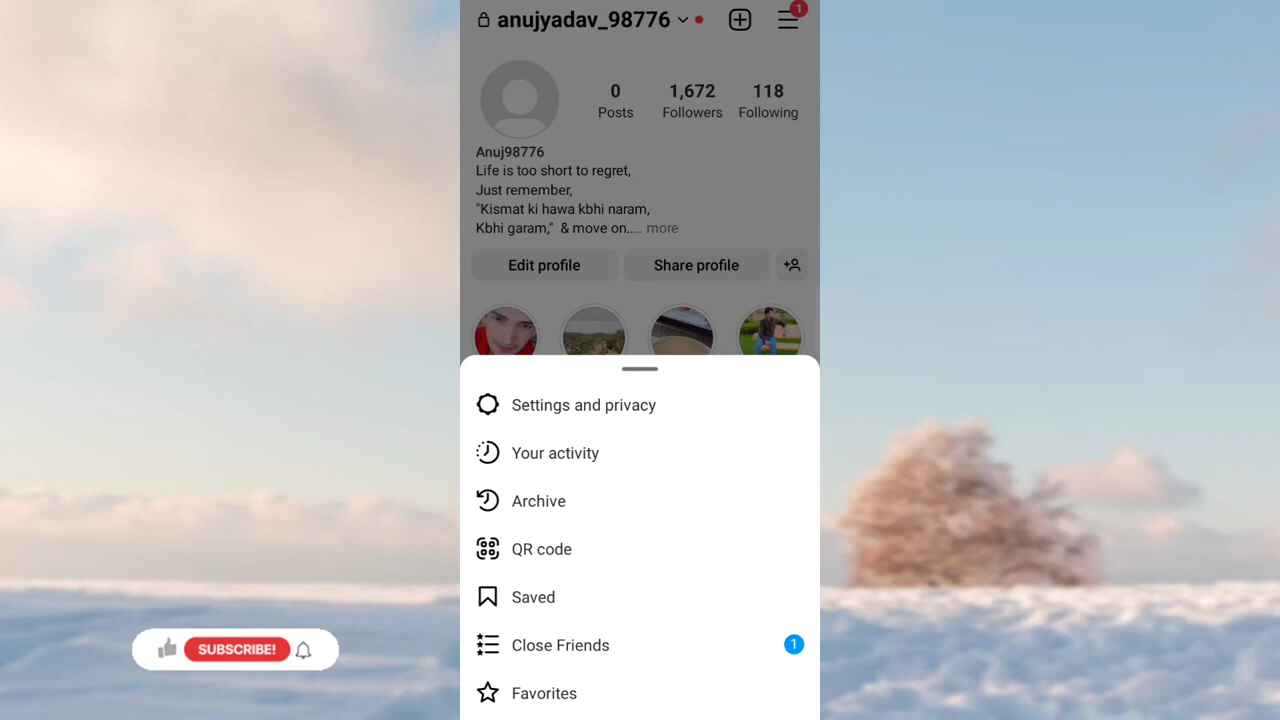 anujyadav_98776
1
0
1,672
118
Posts
Followers
Following
Anuj98776
Life is too short to regret,
Just remember,
"Kismat ki hawa kbhi naram,
Kbhi garam,"  & move on..... more
Edit profile
Share profile
Settings and privacy
Your activity
Archive
QR code
Saved
Close Friends
1
Favorites
SUBSCRIBE!